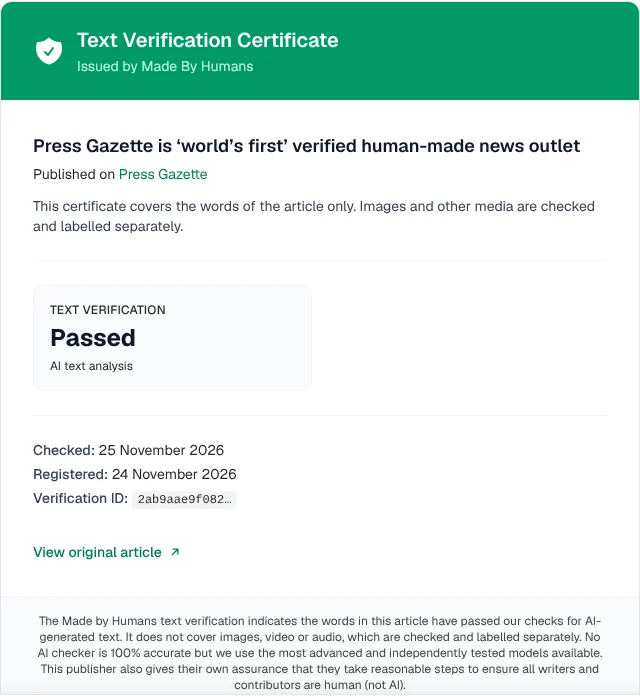 Text Verification Certificate
Issued by Made By Humans
Press Gazette is ‘world’s first’ verified human-made news outlet
Published on Press Gazette
This certificate covers the words of the article only. Images and other media are checked
and labelled separately.
TEXT VERIFICATION
Passed
AI text analysis
Checked: 25 November 2026
Registered: 24 November 2026
Verification ID: 2ab9aae9f082…
View original article ↗
The Made by Humans text verification indicates the words in this article have passed our checks for AI-
generated text. It does not cover images, video or audio, which are checked and labelled separately. No
AI checker is 100% accurate but we use the most advanced and independently tested models available.
This publisher also gives their own assurance that they take reasonable steps to ensure all writers and
contributors are human (not AI).